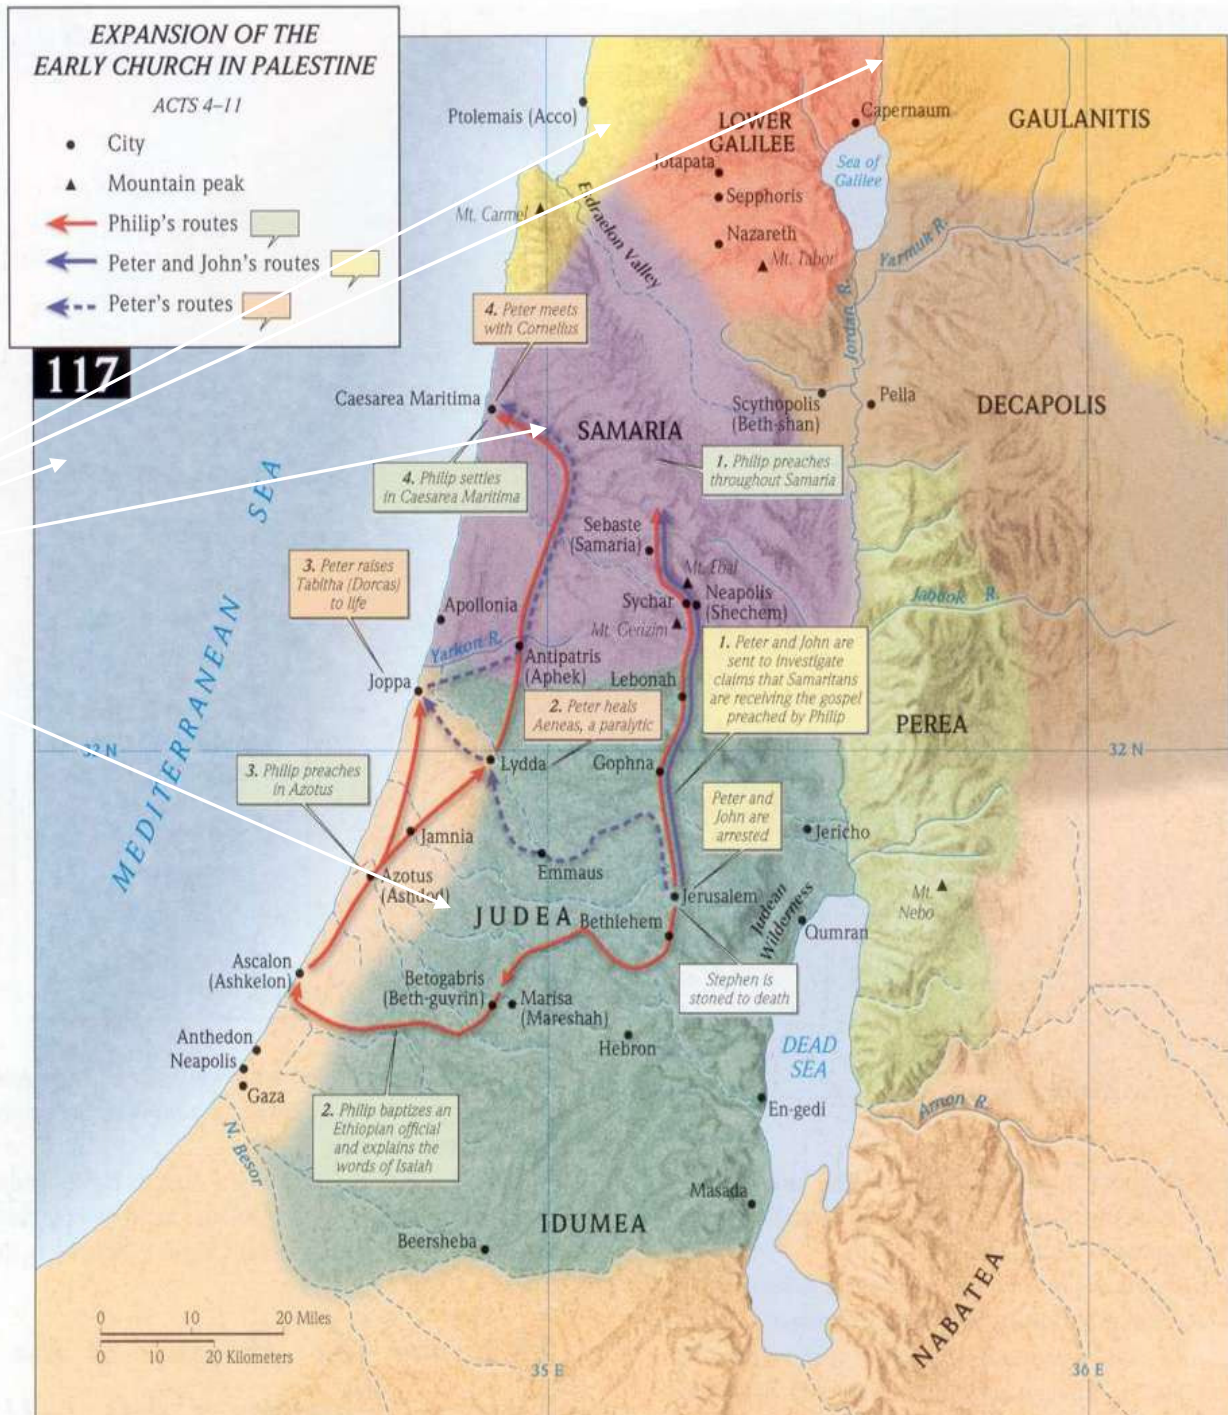 EXPANSION OF THE
EARLY CHURCH IN PALESTINE
ACTS 4–11
City
Mountain peak
Philip's routes
Peter and John's routes
Peter's routes
117
Ptolemais (Acco)
LOWER
GALILEE
Capernaum
GAULANITIS
Jotapata
Sea of
Galilee
Sepphoris
Mt. Carmel
Esdraelon Valley
Nazareth
Mt. Tabor
Yarmuk R.
Jordan R.
4. Peter meets
with Cornelius
Caesarea Maritima
Scythopolis
(Beth-shan)
Pella
DECAPOLIS
SAMARIA
4. Philip settles
in Caesarea Maritima
1. Philip preaches
throughout Samaria
MEDITERRANEAN SEA
Sebaste
(Samaria)
3. Peter raises
Tabitha (Dorcas)
to life
Mt. Ebal
Apollonia
Sychar
Neapolis
(Shechem)
Jabbok R.
Mt. Gerizim
Yarkon R.
Antipatris
(Aphek)
1. Peter and John are
sent to investigate
claims that Samaritans
are receiving the gospel
preached by Philip
Joppa
Lebonah
2. Peter heals
Aeneas, a paralytic
PEREA
32 N
32 N
Lydda
Gophna
3. Philip preaches
in Azotus
Peter and
John are
arrested
Jamnia
Jericho
Emmaus
Azotus
(Ashdod)
Jerusalem
Mt.
Nebo
JUDEA
Bethlehem
Judean
Wilderness
Qumran
Ascalon
(Ashkelon)
Betogabris
(Beth-guvrin)
Marisa
(Mareshah)
Stephen is
stoned to death
Anthedon
Hebron
DEAD
SEA
Neapolis
Gaza
En-gedi
Arnon R.
2. Philip baptizes an
Ethiopian official
and explains the
words of Isaiah
N. Besor
Masada
IDUMEA
Beersheba
NABATEA
0 10 20 Miles
0 10 20 Kilometers
35 E
36 E